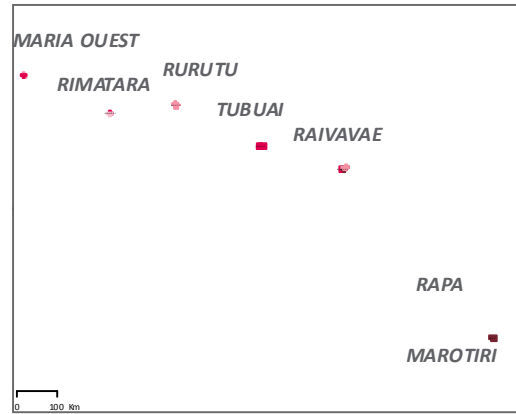 MARIA OUEST
RURUTU
RIMATARA
TUBUAI
RAIVAVAE
RAPA
MAROTIRI
0 100 Km